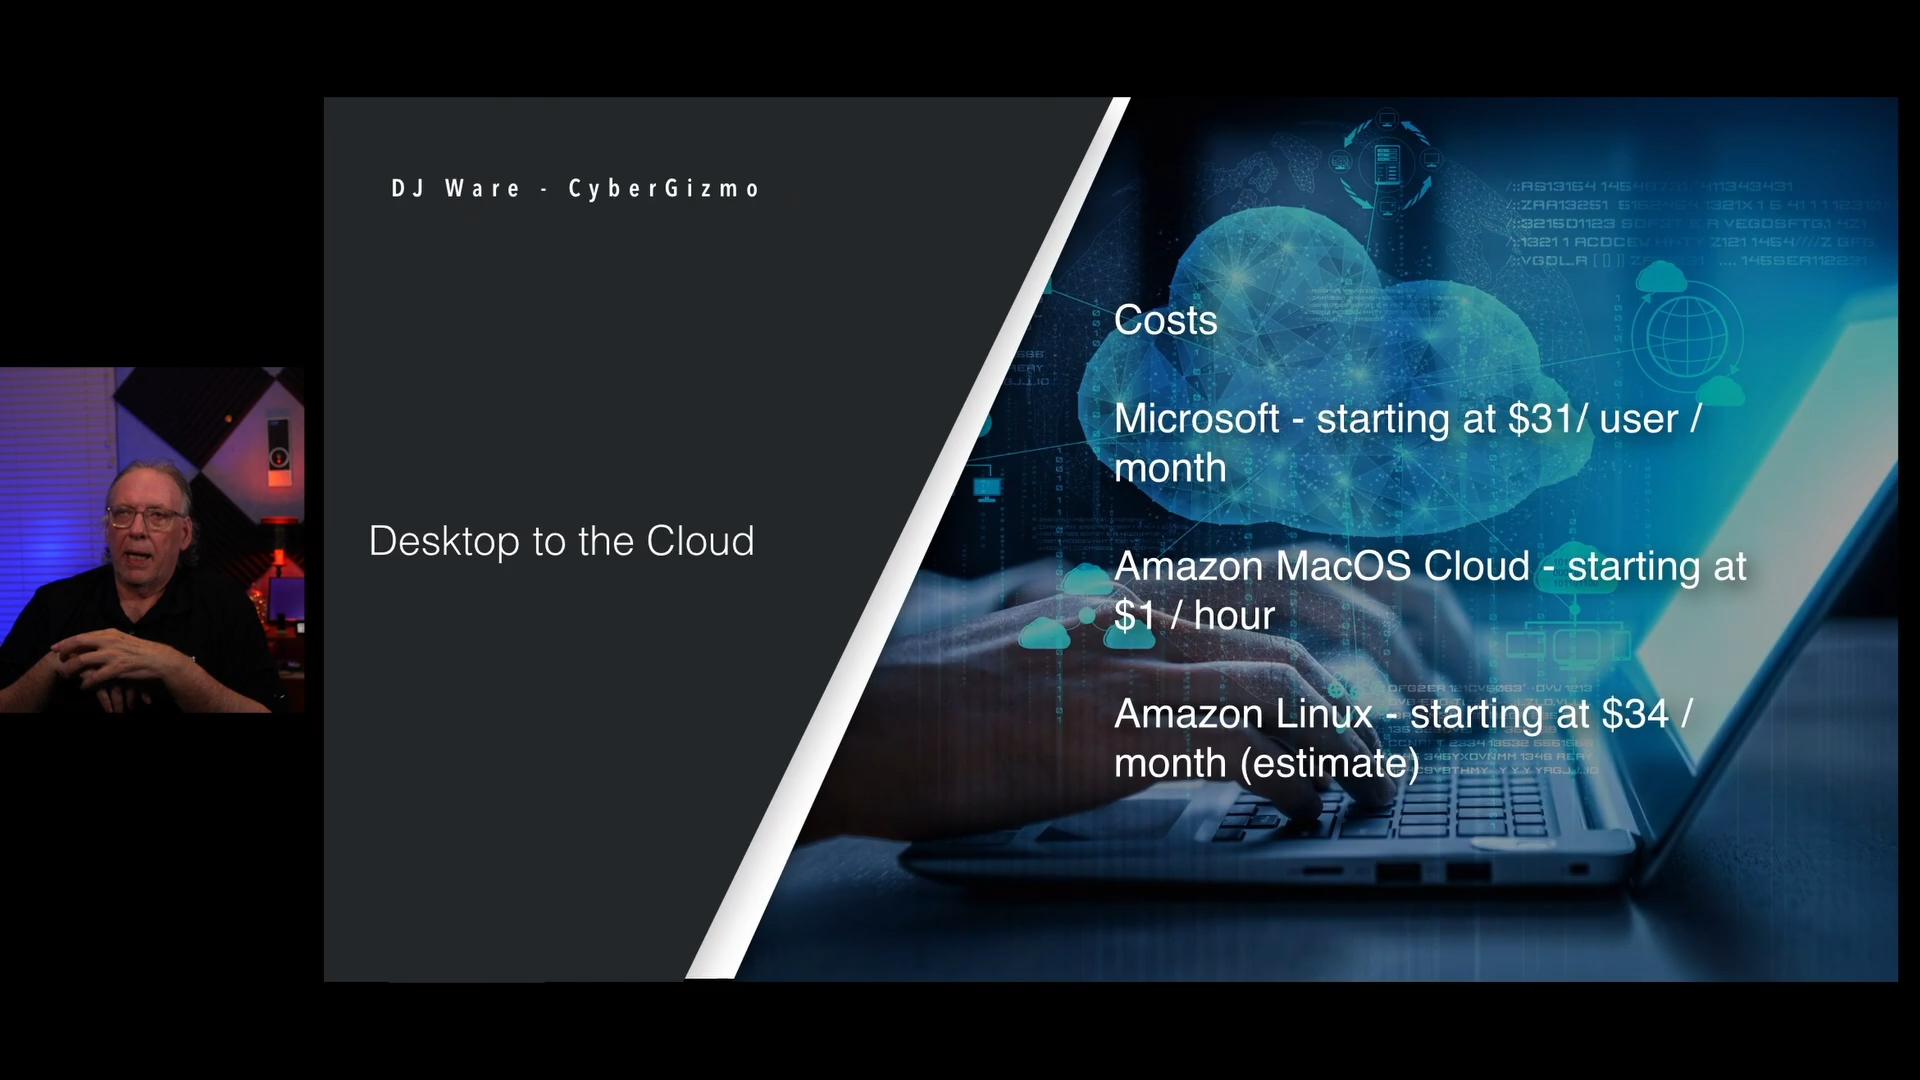 DJ Ware - CyberGizmo
Desktop to the Cloud
Costs
Microsoft - starting at $31/ user /
month
Amazon MacOS Cloud - starting at
$1 / hour
Amazon Linux - starting at $34 /
month (estimate)